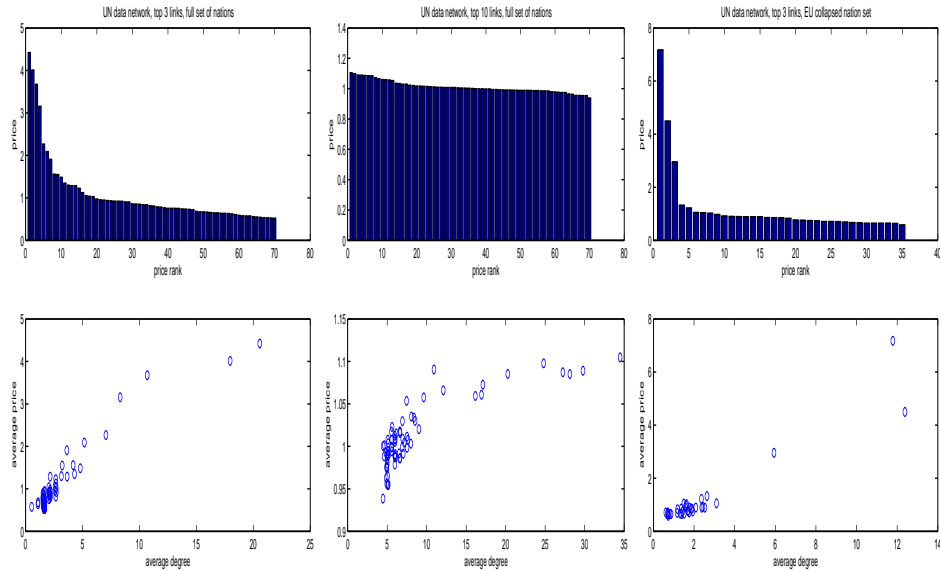 UN data network, top 3 links, full set of nations
5
4
3
2
1
0
price
0 10 20 30 40 50 60 70 80
price rank
UN data network, top 10 links, full set of nations
1.4
1.2
1
0.8
0.6
0.4
0.2
0
price
0 10 20 30 40 50 60 70 80
price rank
UN data network, top 3 links, EU collapsed nation set
8
6
4
2
0
price
0 5 10 15 20 25 30 35 40
price rank
5
4
3
2
1
0
average price
0 5 10 15 20 25
average degree
1.15
1.1
1.05
1
0.95
0.9
average price
0 5 10 15 20 25 30 35
average degree
8
6
4
2
0
average price
0 2 4 6 8 10 12 14
average degree